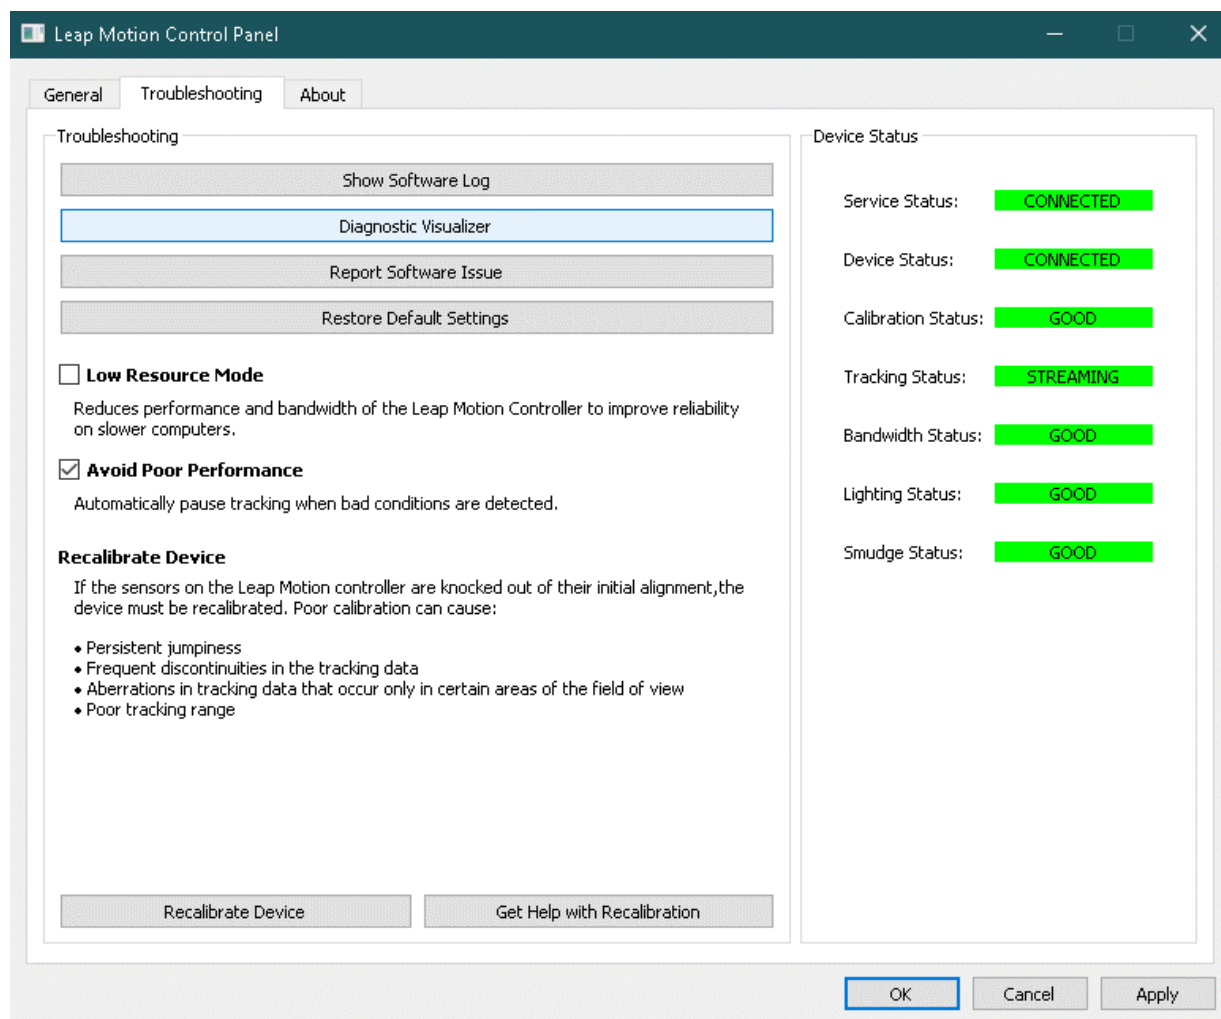 Leap Motion Control Panel
General
Troubleshooting
About
Troubleshooting
Show Software Log
Diagnostic Visualizer
Report Software Issue
Restore Default Settings
Low Resource Mode
Reduces performance and bandwidth of the Leap Motion Controller to improve reliability
on slower computers.
Avoid Poor Performance
Automatically pause tracking when bad conditions are detected.
Recalibrate Device
If the sensors on the Leap Motion controller are knocked out of their initial alignment,the
device must be recalibrated. Poor calibration can cause:
• Persistent jumpiness
• Frequent discontinuities in the tracking data
• Aberrations in tracking data that occur only in certain areas of the field of view
• Poor tracking range
Recalibrate Device
Get Help with Recalibration
Device Status
Service Status: CONNECTED
Device Status: CONNECTED
Calibration Status: GOOD
Tracking Status: STREAMING
Bandwidth Status: GOOD
Lighting Status: GOOD
Smudge Status: GOOD
OK
Cancel
Apply